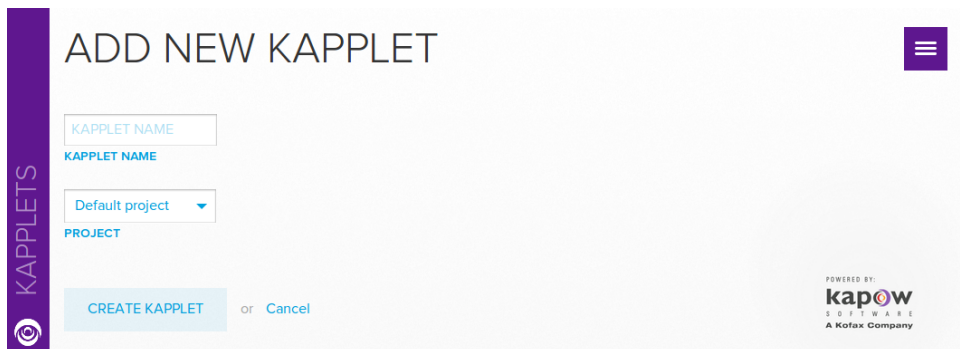 ADD NEW KAPPLET
KAPPLET NAME
KAPPLET NAME
Default project
PROJECT
CREATE KAPPLET or Cancel
KAPPLETS
POWERED BY:
kapow
SOFTWARE
A Kofax Company